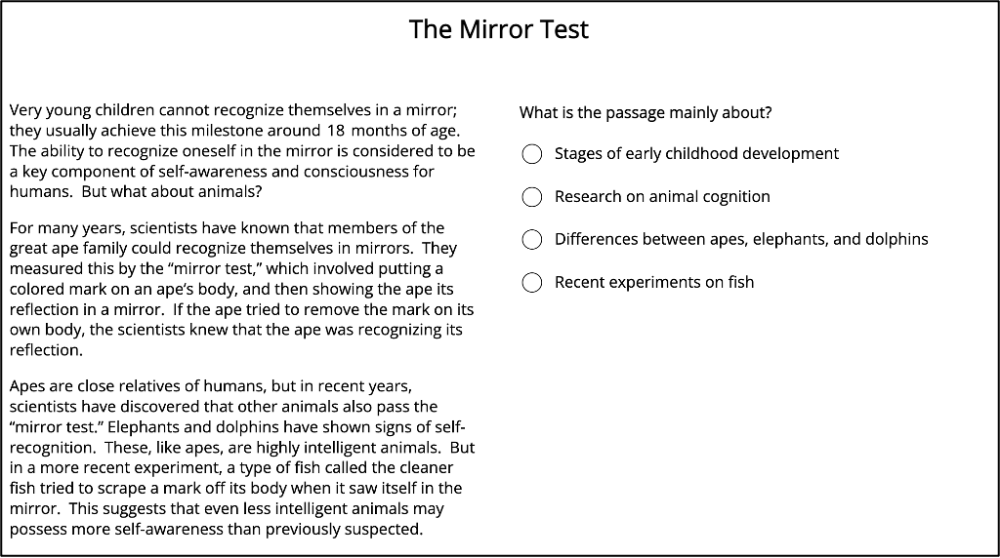 The Mirror Test
Very young children cannot recognize themselves in a mirror;
they usually achieve this milestone around 18 months of age.
The ability to recognize oneself in the mirror is considered to be
a key component of self-awareness and consciousness for
humans. But what about animals?
For many years, scientists have known that members of the
great ape family could recognize themselves in mirrors. They
measured this by the “mirror test,” which involved putting a
colored mark on an ape’s body, and then showing the ape its
reflection in a mirror. If the ape tried to remove the mark on its
own body, the scientists knew that the ape was recognizing its
reflection.
Apes are close relatives of humans, but in recent years,
scientists have discovered that other animals also pass the
“mirror test.” Elephants and dolphins have shown signs of self-
recognition. These, like apes, are highly intelligent animals. But
in a more recent experiment, a type of fish called the cleaner
fish tried to scrape a mark off its body when it saw itself in the
mirror. This suggests that even less intelligent animals may
possess more self-awareness than previously suspected.
What is the passage mainly about?
Stages of early childhood development
Research on animal cognition
Differences between apes, elephants, and dolphins
Recent experiments on fish